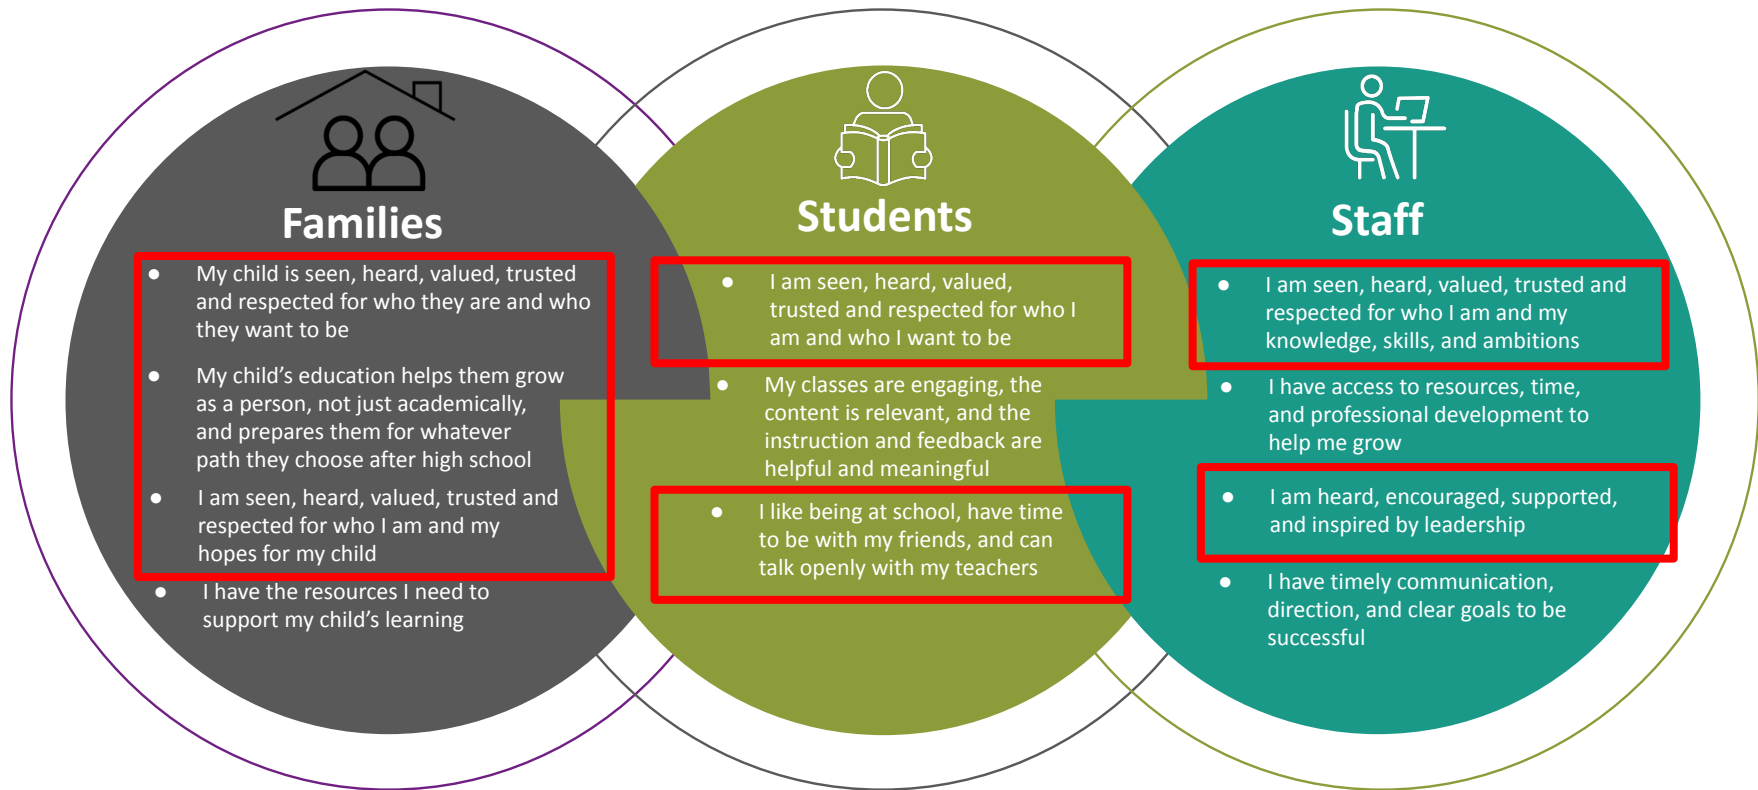 Families
● My child is seen, heard, valued, trusted
and respected for who they are and who
they want to be
● My child’s education helps them grow
as a person, not just academically,
and prepares them for whatever
path they choose after high school
● I am seen, heard, valued, trusted and
respected for who I am and my
hopes for my child
● I have the resources I need to
support my child’s learning
Students
● I am seen, heard, valued,
trusted and respected for who I
am and who I want to be
● My classes are engaging, the
content is relevant, and the
instruction and feedback are
helpful and meaningful
● I like being at school, have time
to be with my friends, and can
talk openly with my teachers
Staff
● I am seen, heard, valued, trusted and
respected for who I am and my
knowledge, skills, and ambitions
● I have access to resources, time,
and professional development to
help me grow
● I am heard, encouraged, supported,
and inspired by leadership
● I have timely communication,
direction, and clear goals to be
successful